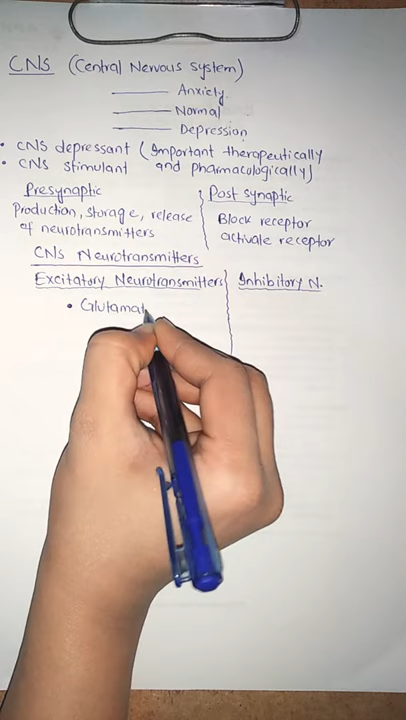 CNS (Central Nervous system)
Anxiety
Normal
Depression
• CNS depressant (Important therapeutically
• CNS stimulant and pharmacologically)
Presynaptic
Production, storage, release
of neurotransmitters
Post synaptic
Block receptor
activate receptor
CNS Neurotransmitters
Excitatory Neurotransmitters
Inhibitory N.
• Glutamat